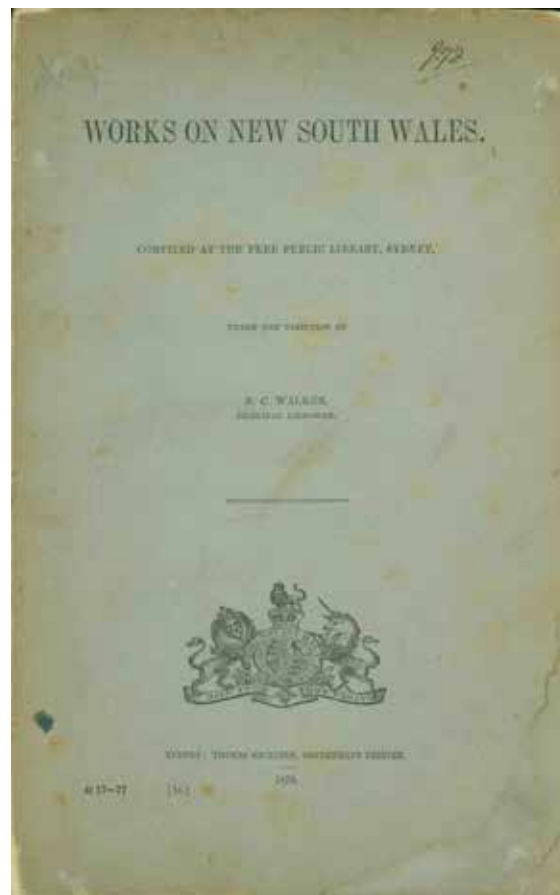 WORKS ON NEW SOUTH WALES.
COMPILED AT THE FREE PUBLIC LIBRARY, SYDNEY,
UNDER THE DIRECTION OF
R. C. WALKER,
PRINCIPAL LIBRARIAN.
SYDNEY: THOMAS RICHARDS, GOVERNMENT PRINTER.